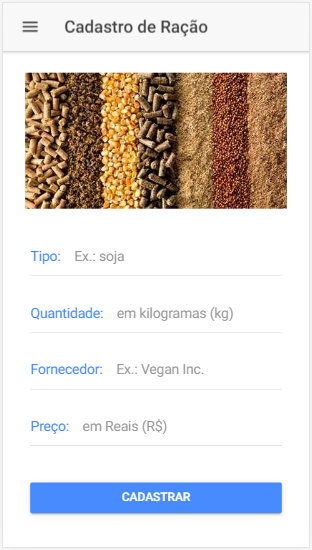 Cadastro de Ração
Tipo: Ex.: soja
Quantidade: em kilogramas (kg)
Fornecedor: Ex.: Vegan Inc.
Preço: em Reais (R$)
CADASTRAR